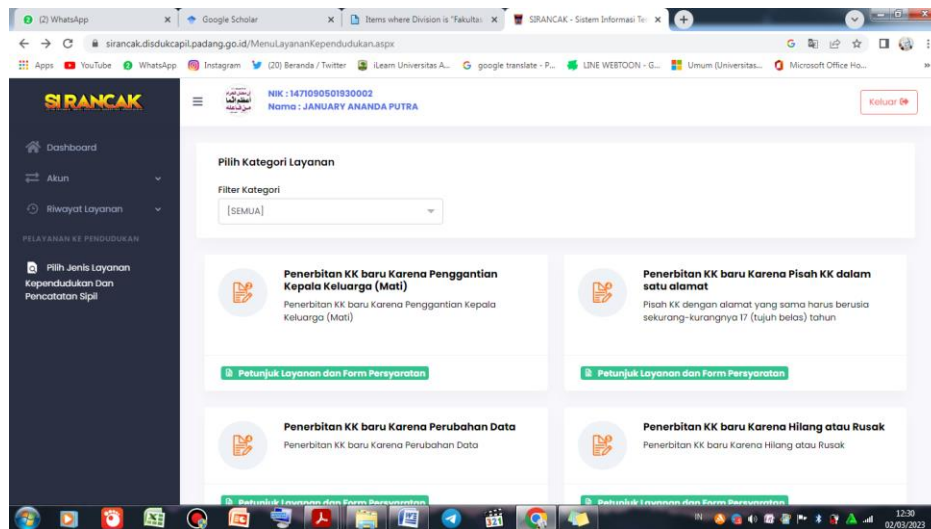 (2) WhatsApp
Google Scholar
Items where Division is "Fakultas
SIRANCAK - Sistem Informasi Te
sirancak.disdukcapil.padang.go.id/MenuLayananKependudukan.aspx
Apps YouTube WhatsApp Instagram (20) Beranda / Twitter iLearn Universitas A... google translate - P... LINE WEBTOON - G... Umum (Universitas... Microsoft Office Ho...
SI RANCAK
NIK : 1471090501930002
Nama : JANUARY ANANDA PUTRA
Keluar
Dashboard
Akun
Riwayat Layanan
PELAYANAN KE PENDUDUKAN
Pilih Jenis Layanan
Kependudukan Dan
Pencatatan Sipil
Pilih Kategori Layanan
Filter Kategori
[SEMUA]
Penerbitan KK baru Karena Penggantian
Kepala Keluarga (Mati)
Penerbitan KK baru Karena Penggantian Kepala
Keluarga (Mati)
Petunjuk Layanan dan Form Persyaratan
Penerbitan KK baru Karena Pisah KK dalam
satu alamat
Pisah KK dengan alamat yang sama harus berusia
sekurang-kurangnya 17 (tujuh belas) tahun
Petunjuk Layanan dan Form Persyaratan
Penerbitan KK baru Karena Perubahan Data
Penerbitan KK baru Karena Perubahan Data
Petunjuk Layanan dan Form Persyaratan
Penerbitan KK baru Karena Hilang atau Rusak
Penerbitan KK baru Karena Hilang atau Rusak
Petunjuk Layanan dan Form Persyaratan
IN
12:30
02/03/2023